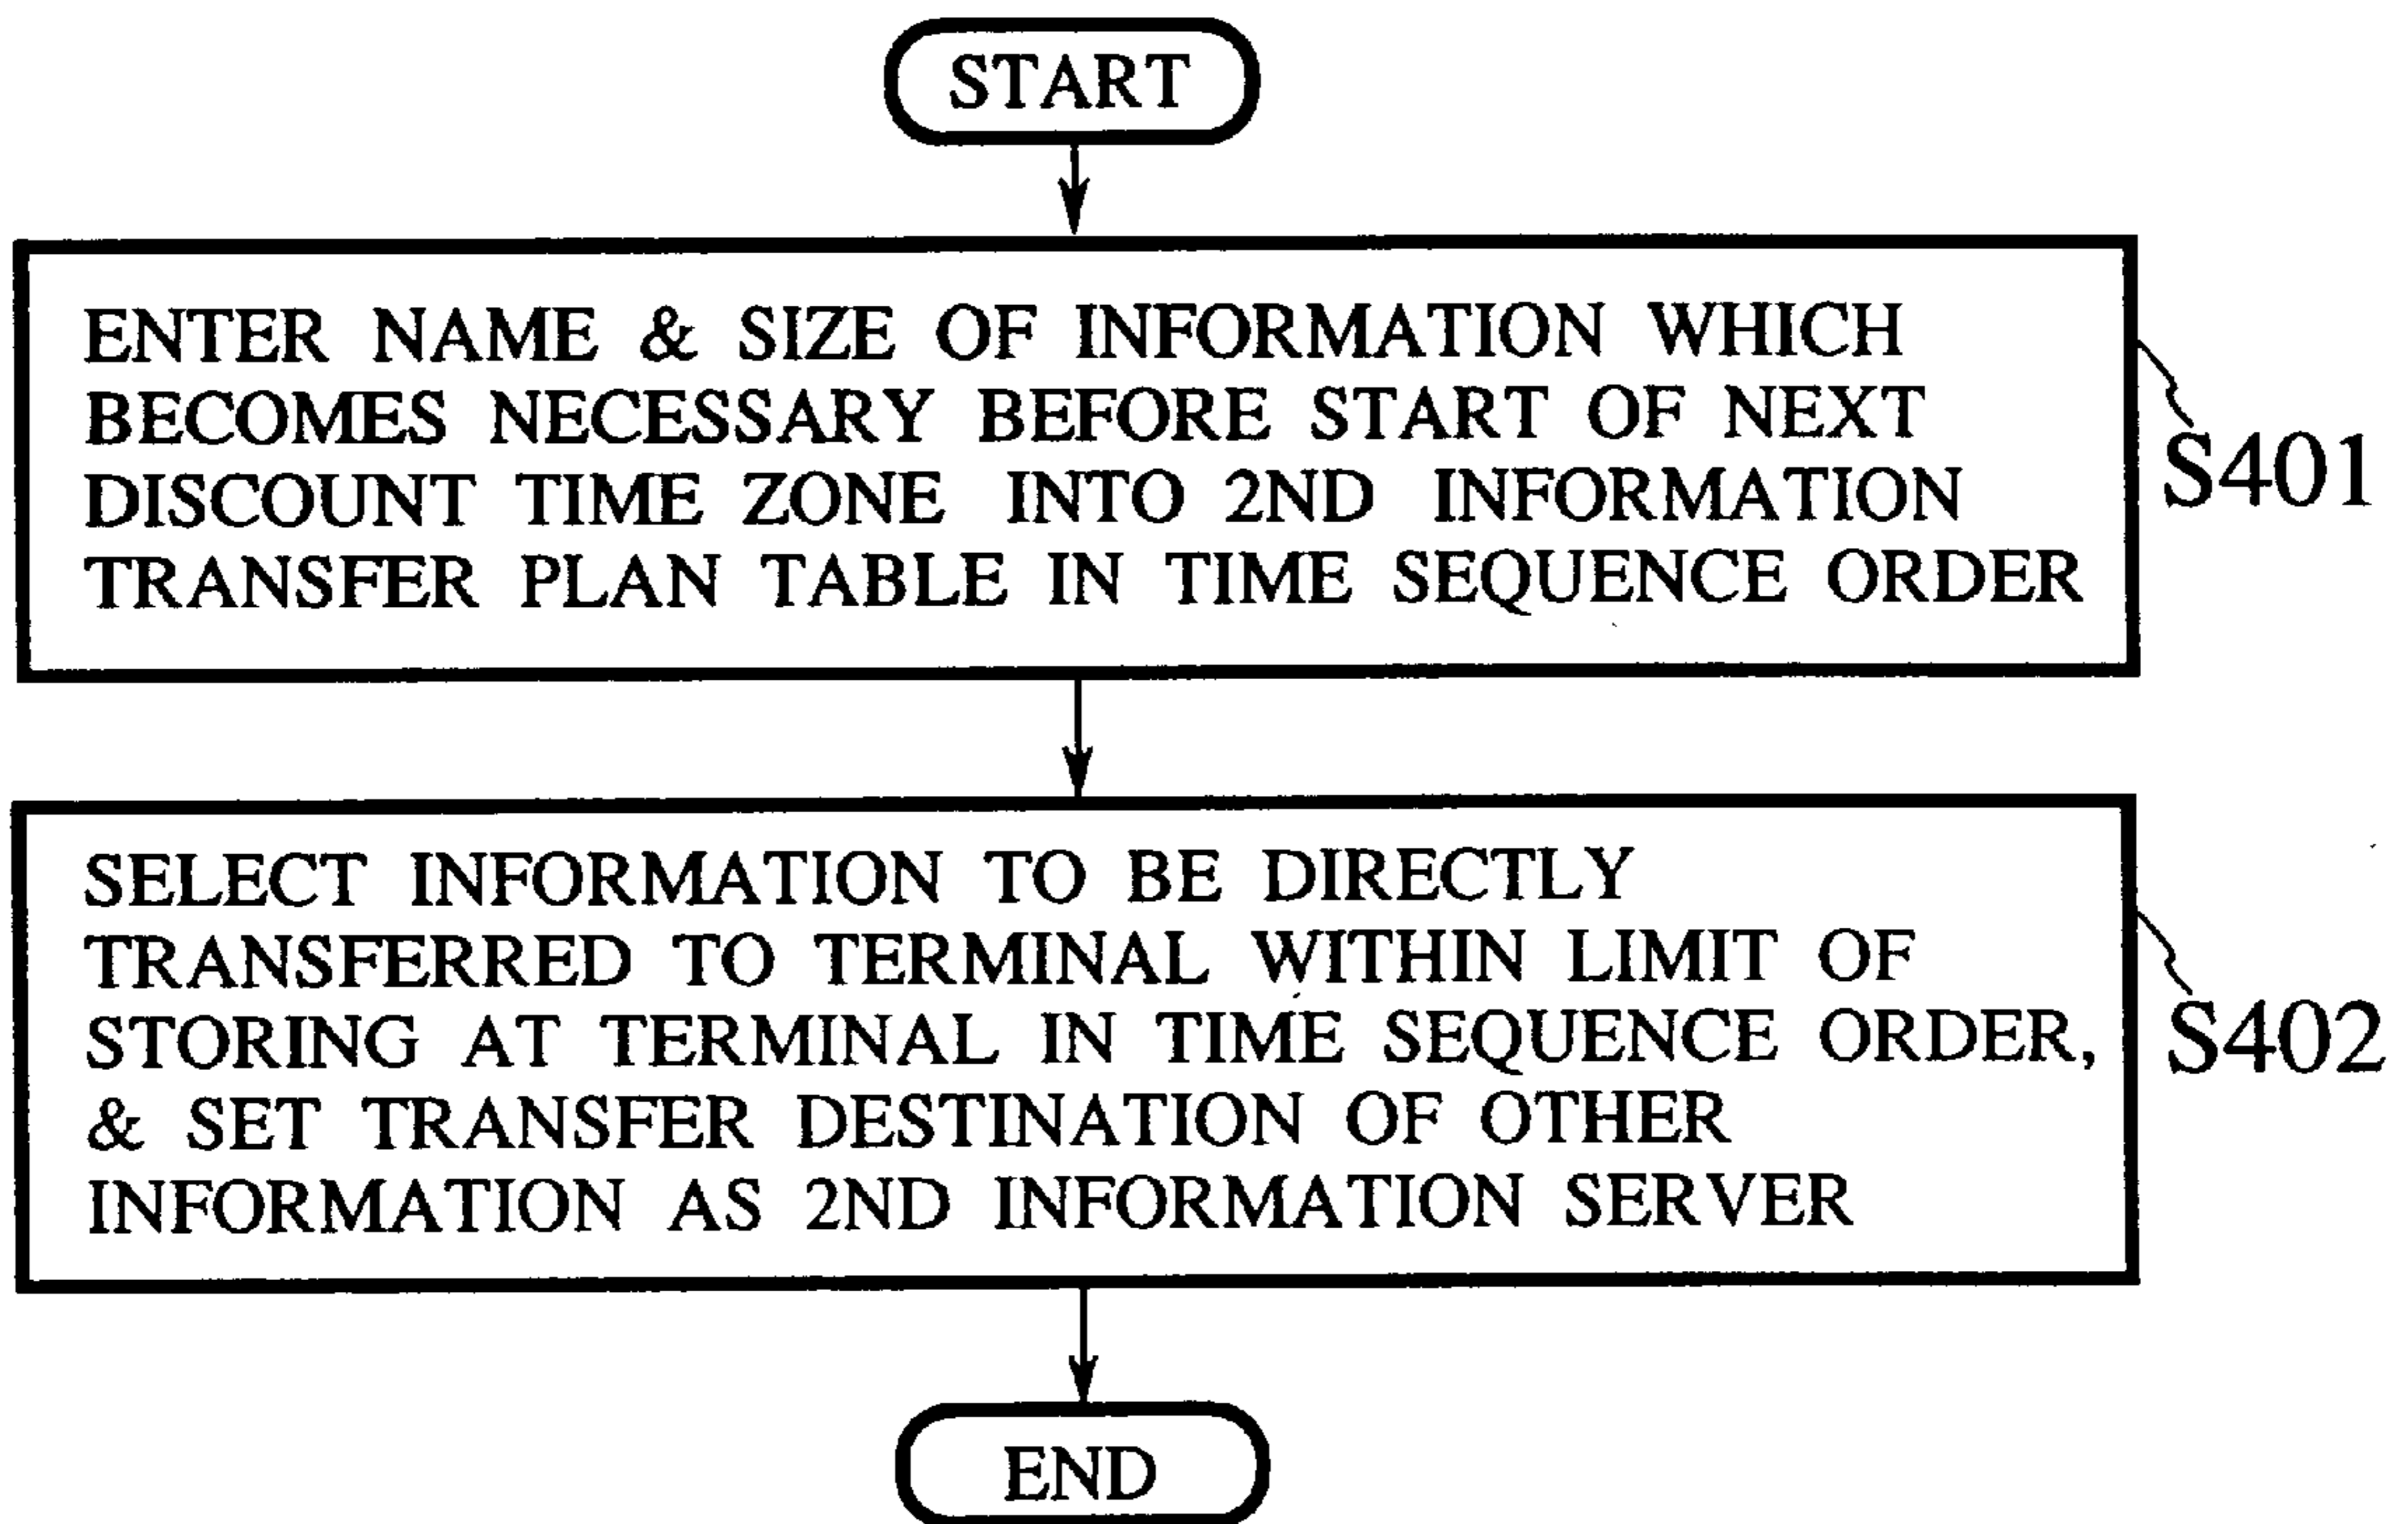 START
ENTER NAME & SIZE OF INFORMATION WHICH
BECOMES NECESSARY BEFORE START OF NEXT
DISCOUNT TIME ZONE INTO 2ND INFORMATION
TRANSFER PLAN TABLE IN TIME SEQUENCE ORDER
S401
SELECT INFORMATION TO BE DIRECTLY
TRANSFERRED TO TERMINAL WITHIN LIMIT OF
STORING AT TERMINAL IN TIME SEQUENCE ORDER,
& SET TRANSFER DESTINATION OF OTHER
INFORMATION AS 2ND INFORMATION SERVER
S402
END